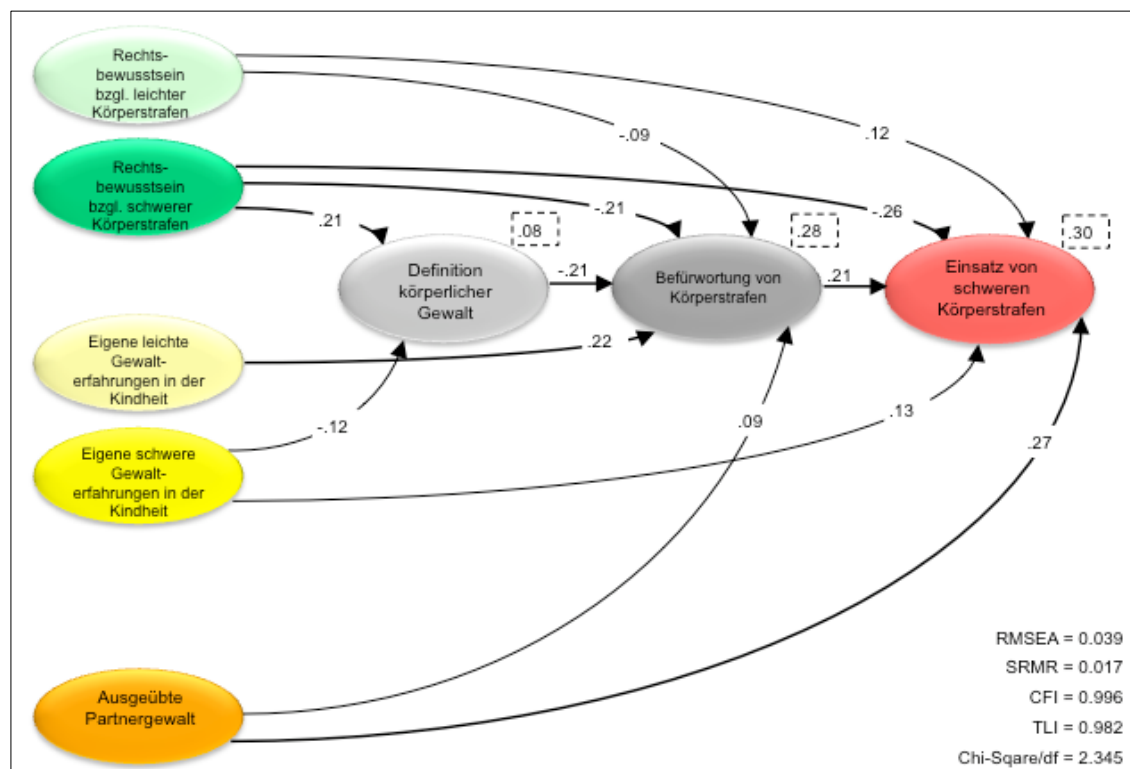 Rechts-
bewusstsein
bzgl. leichter
Körperstrafen
-.09
.12
Rechts-
bewusstsein
bzgl. schwerer
Körperstrafen
.21
-.21
-.26
.08
.28
.30
Definition
körperlicher
Gewalt
-.21
Befürwortung von
Körperstrafen
.21
Einsatz von
schweren
Körperstrafen
Eigene leichte
Gewalt-
erfahrungen in der
Kindheit
.22
-.12
.09
.13
.27
Eigene schwere
Gewalt-
erfahrungen in der
Kindheit
Ausgeübte
Partnergewalt
RMSEA = 0.039
SRMR = 0.017
CFI = 0.996
TLI = 0.982
Chi-Sqare/df = 2.345